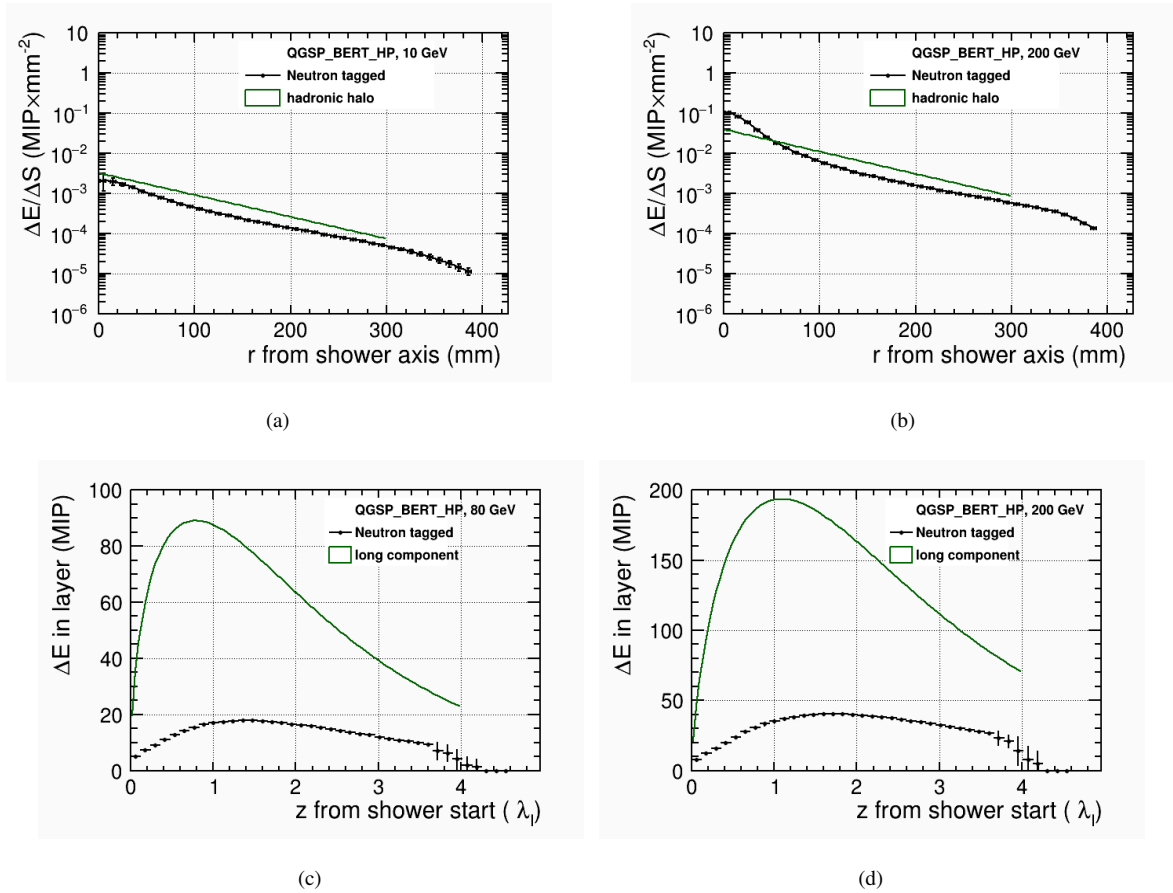 ΔE/ΔS (MIP×mm⁻²)
10
1
10⁻¹
10⁻²
10⁻³
10⁻⁴
10⁻⁵
10⁻⁶
QGSP_BERT_HP, 10 GeV
Neutron tagged
hadronic halo
0 100 200 300 400
r from shower axis (mm)
(a)
ΔE/ΔS (MIP×mm⁻²)
10
1
10⁻¹
10⁻²
10⁻³
10⁻⁴
10⁻⁵
10⁻⁶
QGSP_BERT_HP, 200 GeV
Neutron tagged
hadronic halo
0 100 200 300 400
r from shower axis (mm)
(b)
ΔE in layer (MIP)
100
80
60
40
20
0
QGSP_BERT_HP, 80 GeV
Neutron tagged
long component
0 1 2 3 4
z from shower start ( λ_I)
(c)
ΔE in layer (MIP)
200
150
100
50
0
QGSP_BERT_HP, 200 GeV
Neutron tagged
long component
0 1 2 3 4
z from shower start ( λ_I)
(d)